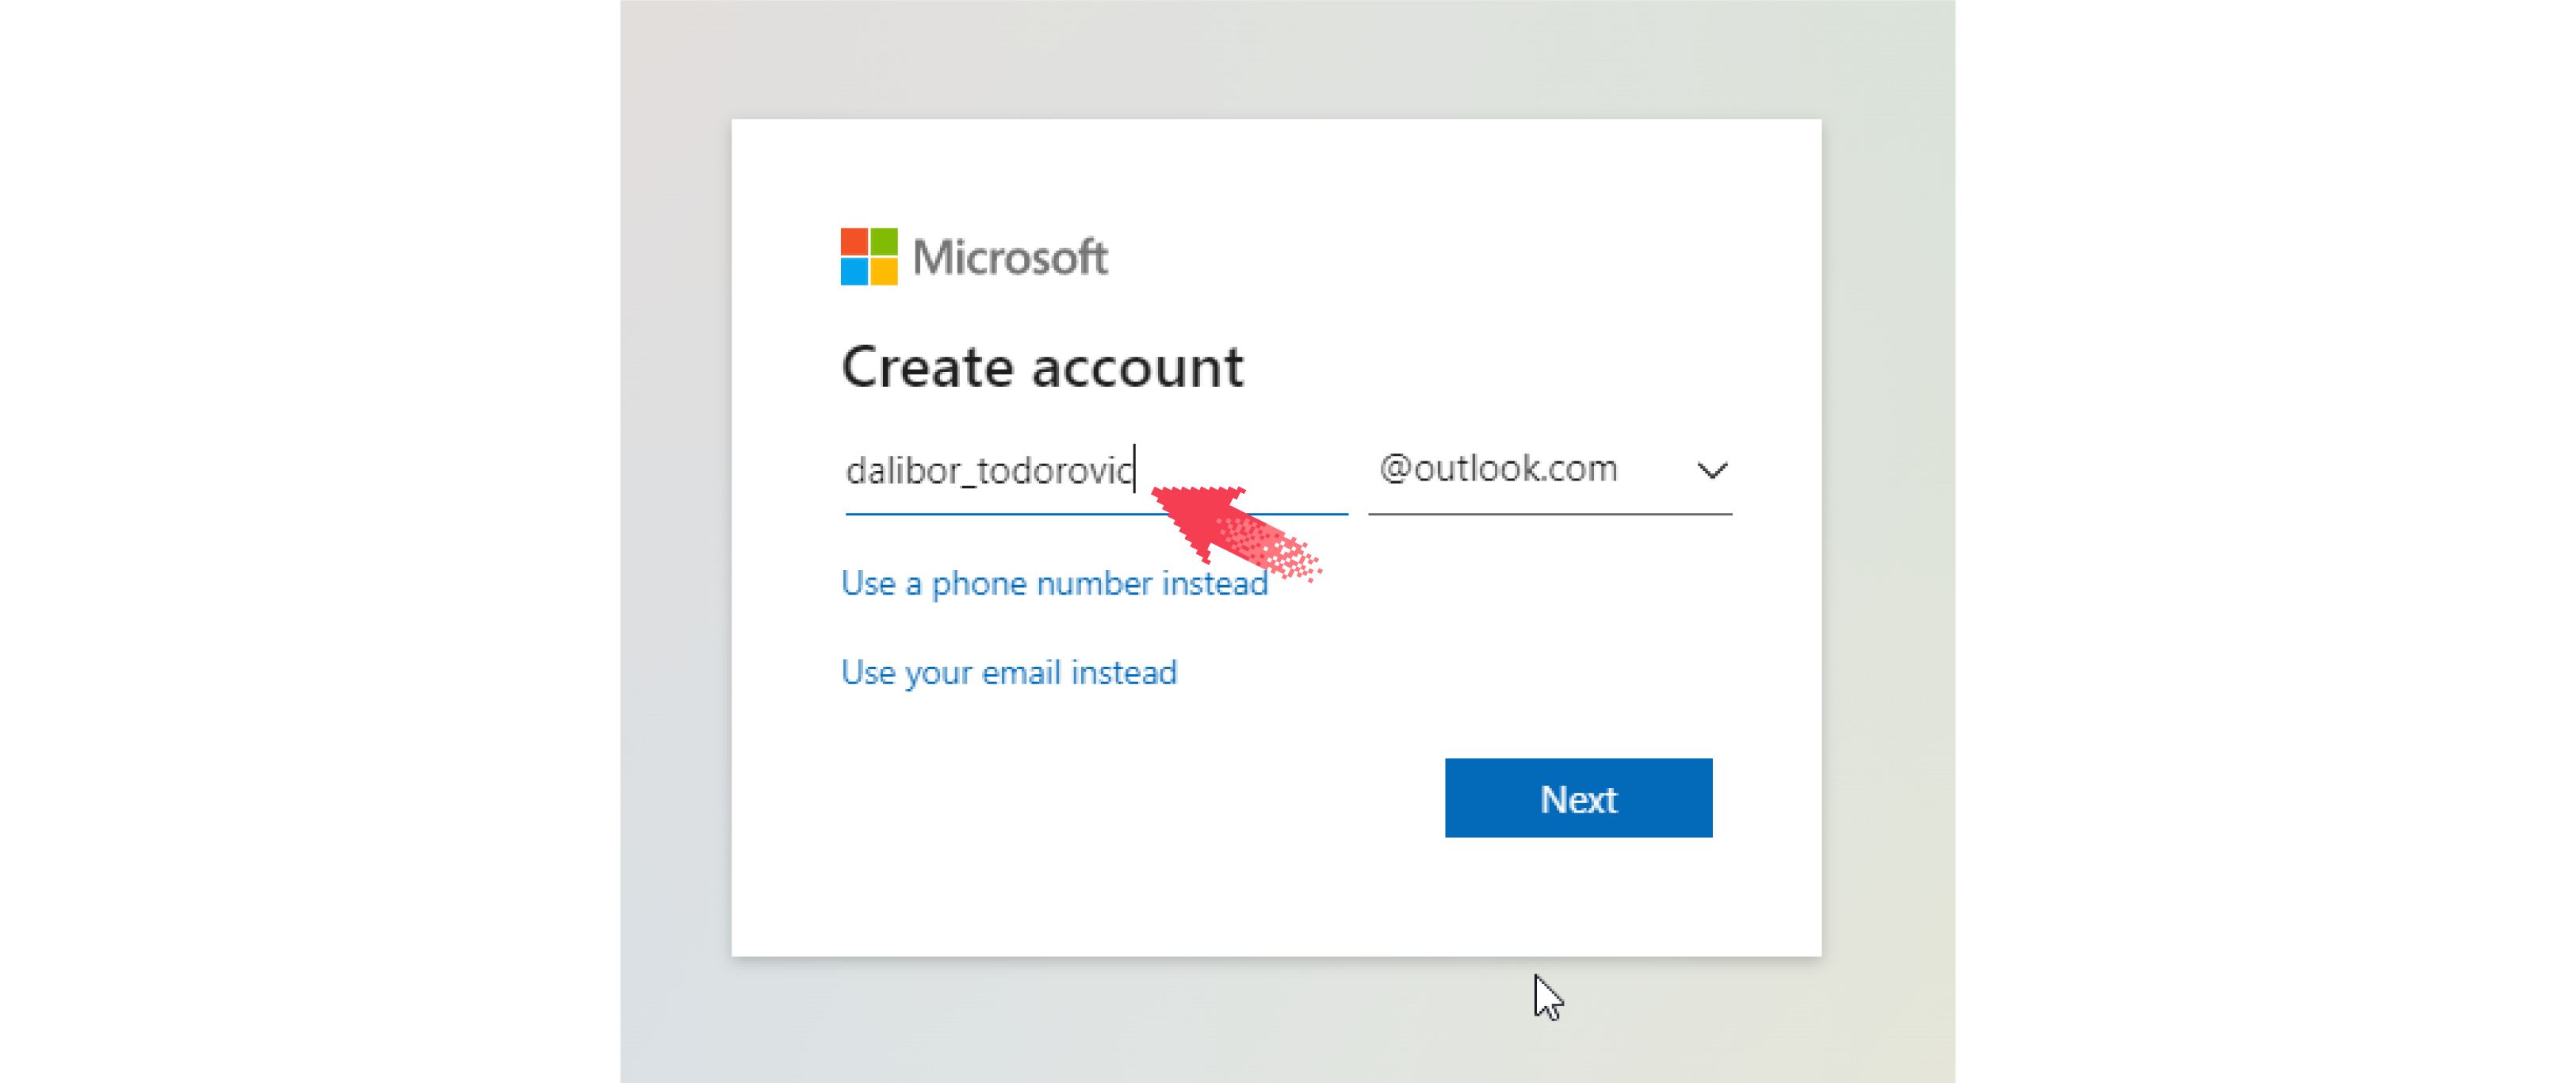 Microsoft
Create account
dalibor_todorovic @outlook.com
Use a phone number instead
Use your email instead
Next